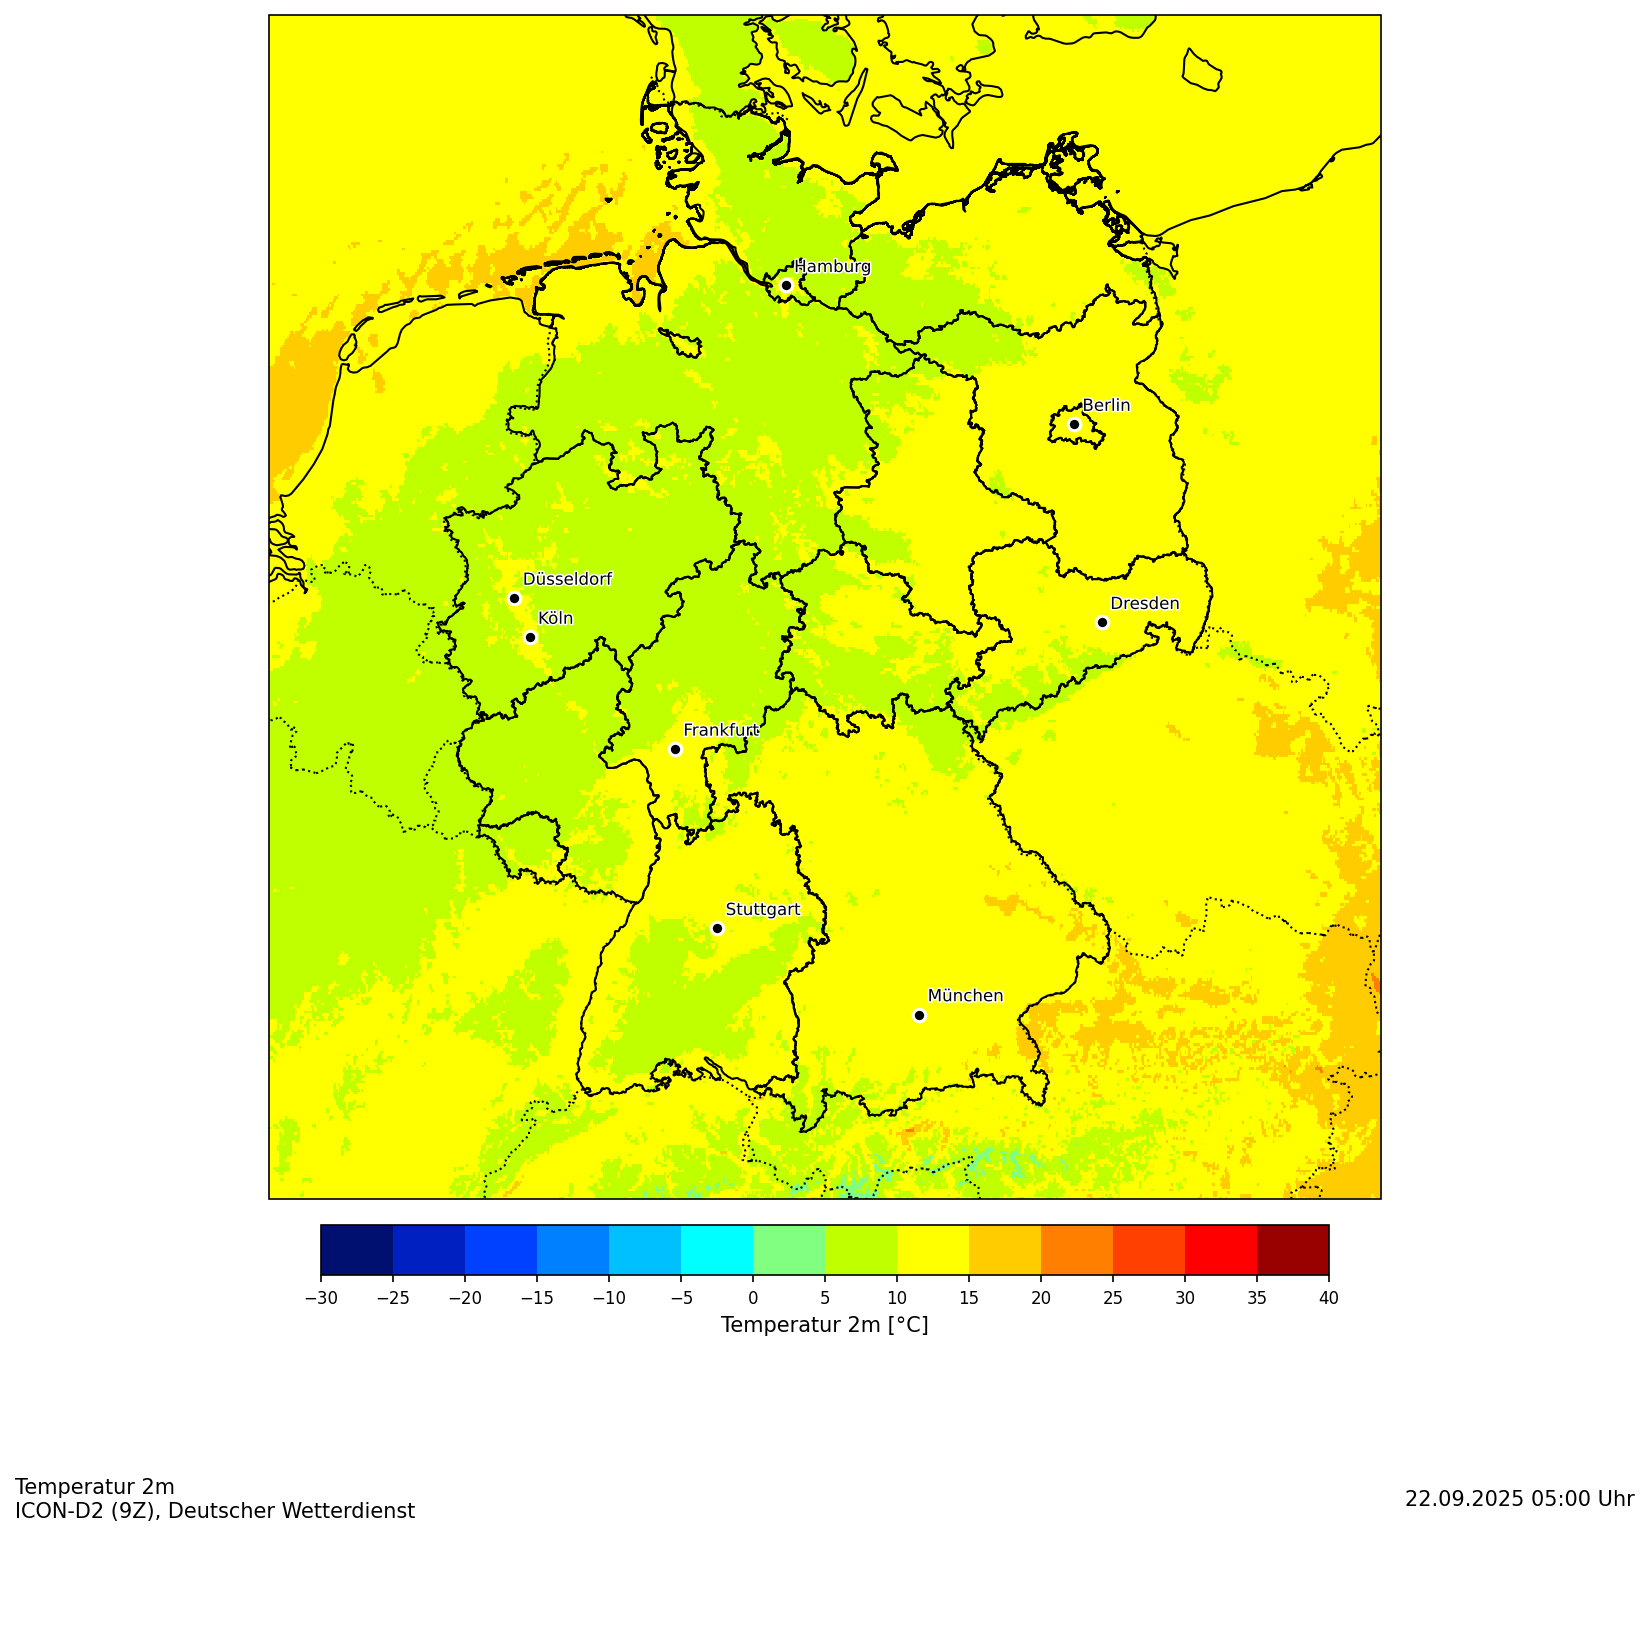 Hamburg
Berlin
Düsseldorf
Köln
Dresden
Frankfurt
Stuttgart
München
−30 −25 −20 −15 −10 −5 0 5 10 15 20 25 30 35 40
Temperatur 2m [°C]
Temperatur 2m
ICON-D2 (9Z), Deutscher Wetterdienst
22.09.2025 05:00 Uhr